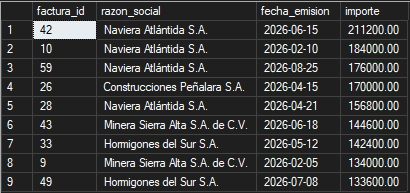 factura_id razon_social fecha_emision importe
1 42 Naviera Atlántida S.A. 2026-06-15 211200.00
2 10 Naviera Atlántida S.A. 2026-02-10 184000.00
3 59 Naviera Atlántida S.A. 2026-08-25 176000.00
4 26 Construcciones Peñalara S.A. 2026-04-15 170000.00
5 28 Naviera Atlántida S.A. 2026-04-21 156800.00
6 43 Minera Sierra Alta S.A. de C.V. 2026-06-18 144600.00
7 33 Hormigones del Sur S.A. 2026-05-12 142400.00
8 9 Minera Sierra Alta S.A. de C.V. 2026-02-05 134000.00
9 49 Hormigones del Sur S.A. 2026-07-08 133600.00